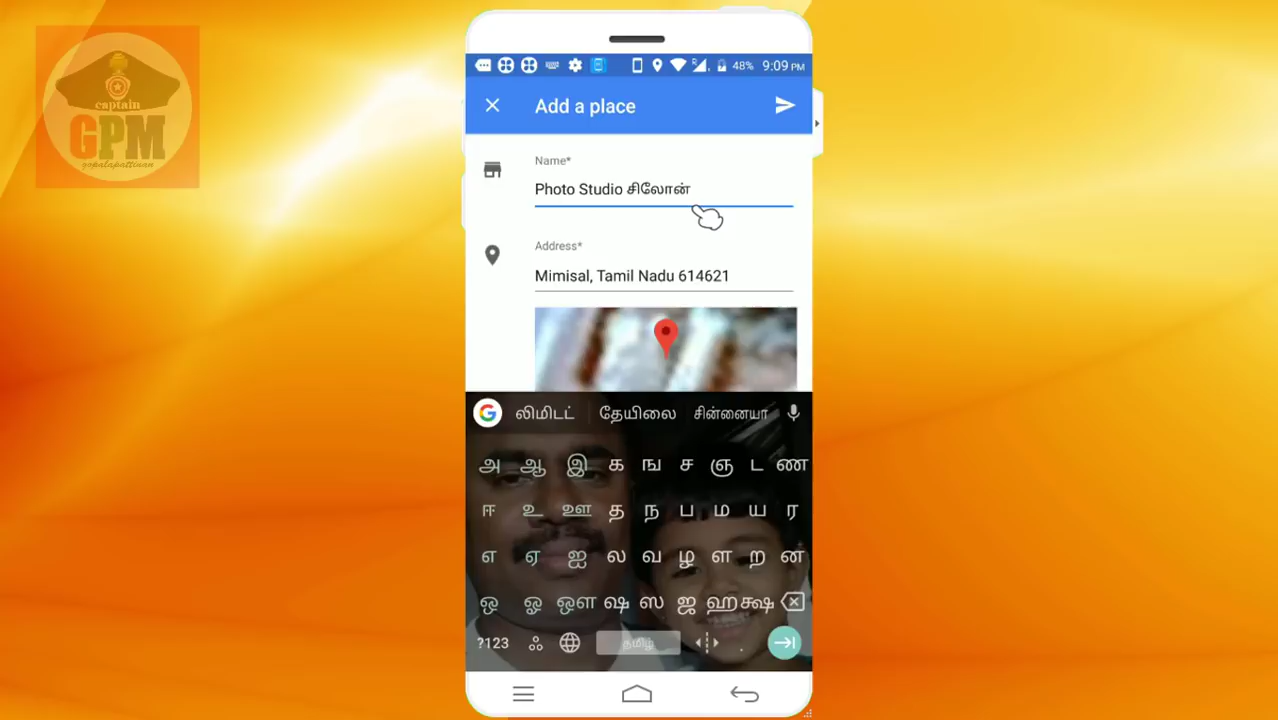 captain
GPM
gopalapattinam
48% 9:09 PM
Add a place
Name*
Photo Studio சிலோன்
Address*
Mimisal, Tamil Nadu 614621
லிமிடட் தேயிலை சின்னையா
அ ஆ இ க ங ச ஞ ட ண
ஈ உ ஊ த ந ப ம ய ர
எ ஏ ஐ ல வ ழ ள ற ன
ஒ ஓ ஔ ஷ ஸ ஜ ஹ க்ஷ
?123 தமிழ் .